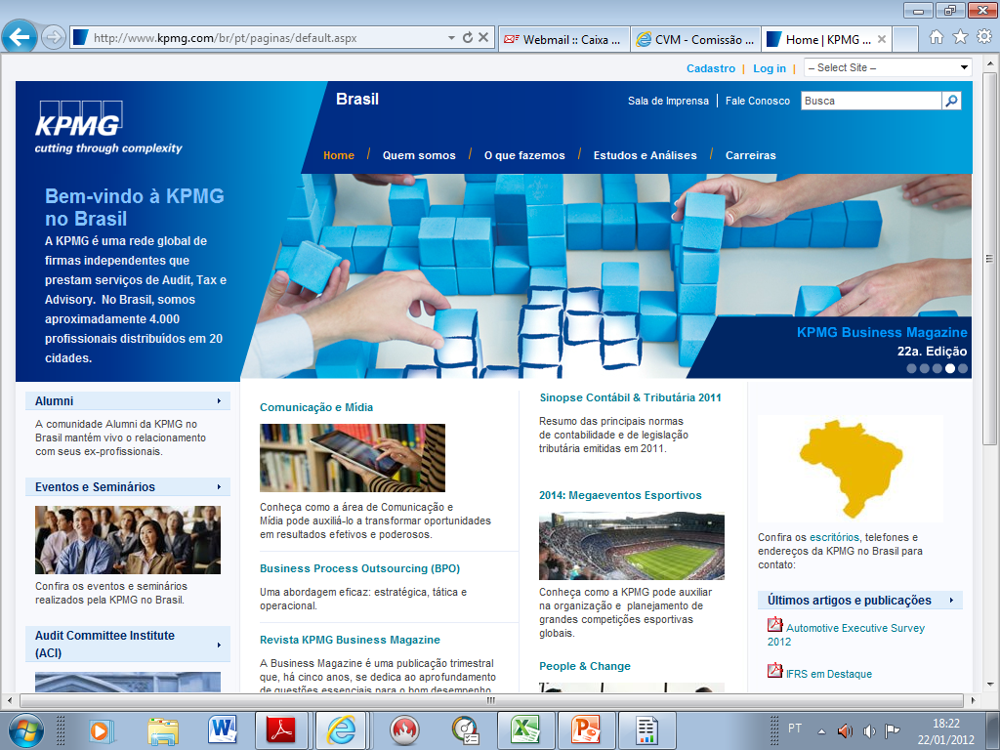 http://www.kpmg.com/br/pt/paginas/default.aspx
Webmail :: Caixa ...
CVM - Comissão ...
Home | KPMG ...
Cadastro | Log in | -- Select Site --
KPMG
cutting through complexity
Brasil
Sala de Imprensa | Fale Conosco
Busca
Home / Quem somos / O que fazemos / Estudos e Análises / Carreiras
Bem-vindo à KPMG
no Brasil
A KPMG é uma rede global de
firmas independentes que
prestam serviços de Audit, Tax e
Advisory. No Brasil, somos
aproximadamente 4.000
profissionais distribuídos em 20
cidades.
KPMG Business Magazine
22a. Edição
Alumni
A comunidade Alumni da KPMG no
Brasil mantém vivo o relacionamento
com seus ex-profissionais.
Eventos e Seminários
Confira os eventos e seminários
realizados pela KPMG no Brasil.
Audit Committee Institute
(ACI)
Comunicação e Mídia
Conheça como a área de Comunicação e
Mídia pode auxiliá-lo a transformar oportunidades
em resultados efetivos e poderosos.
Business Process Outsourcing (BPO)
Uma abordagem eficaz: estratégica, tática e
operacional.
Revista KPMG Business Magazine
A Business Magazine é uma publicação trimestral
que, há cinco anos, se dedica ao aprofundamento
de questões essenciais para o bom desempenho
Sinopse Contábil & Tributária 2011
Resumo das principais normas
de contabilidade e de legislação
tributária emitidas em 2011.
2014: Megaeventos Esportivos
Conheça como a KPMG pode auxiliar
na organização e planejamento de
grandes competições esportivas
globais.
People & Change
Confira os escritórios, telefones e
endereços da KPMG no Brasil para
contato:
Últimos artigos e publicações
Automotive Executive Survey
2012
IFRS em Destaque
PT
18:22
22/01/2012